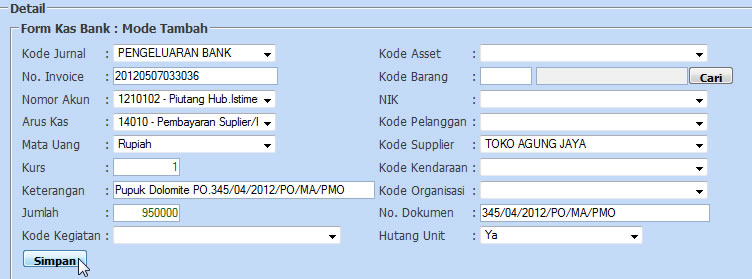 Detail
Form Kas Bank : Mode Tambah
Kode Jurnal : PENGELUARAN BANK Kode Asset :
No. Invoice : 20120507033036 Kode Barang : Cari
Nomor Akun : 1210102 - Piutang Hub.Istime NIK :
Arus Kas : 14010 - Pembayaran Suplier/ Kode Pelanggan :
Mata Uang : Rupiah Kode Supplier : TOKO AGUNG JAYA
Kurs : 1 Kode Kendaraan :
Keterangan : Pupuk Dolomite PO.345/04/2012/PO/MA/PMO Kode Organisasi :
Jumlah : 950000 No. Dokumen : 345/04/2012/PO/MA/PMO
Kode Kegiatan : Hutang Unit : Ya
Simpan